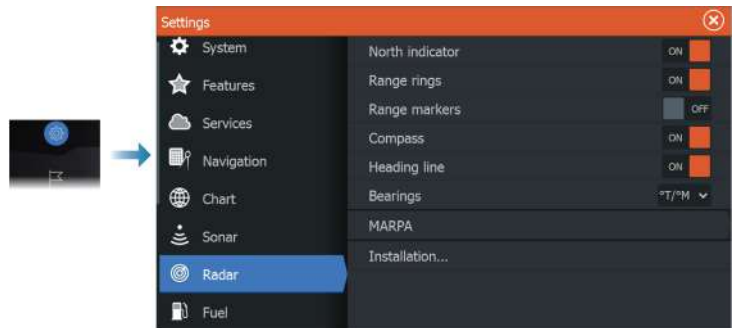 Settings
System
Features
Services
Navigation
Chart
Sonar
Radar
Fuel
North indicator ON
Range rings ON
Range markers OFF
Compass ON
Heading line ON
Bearings °T/°M
MARPA
Installation...